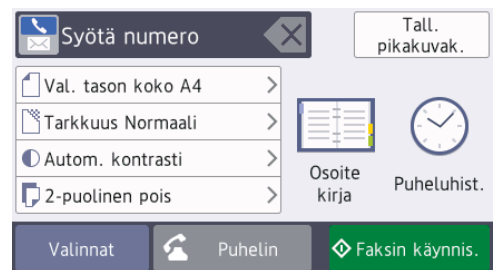 Syötä numero
Tall.
pikakuvak.
Val. tason koko A4
Tarkkuus Normaali
Autom. kontrasti
2-puolinen pois
Osoite
kirja
Puheluhist.
Valinnat
Puhelin
Faksin käynnis.